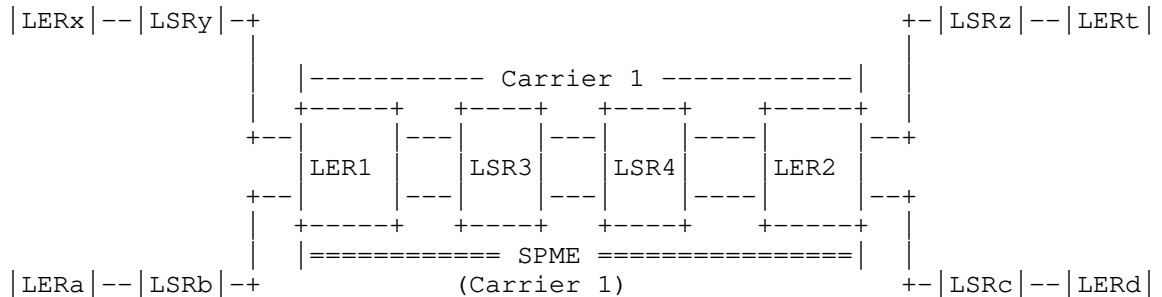 |LERx|--|LSRy|-+ +-|LSRz|--|LERt|
|----------- Carrier 1 ------------|
|LER1 |LSR3| |LSR4| |LER2 |
|============ SPME ================|
|LERa|--|LSRb|-+ (Carrier 1) +-|LSRc|--|LERd|